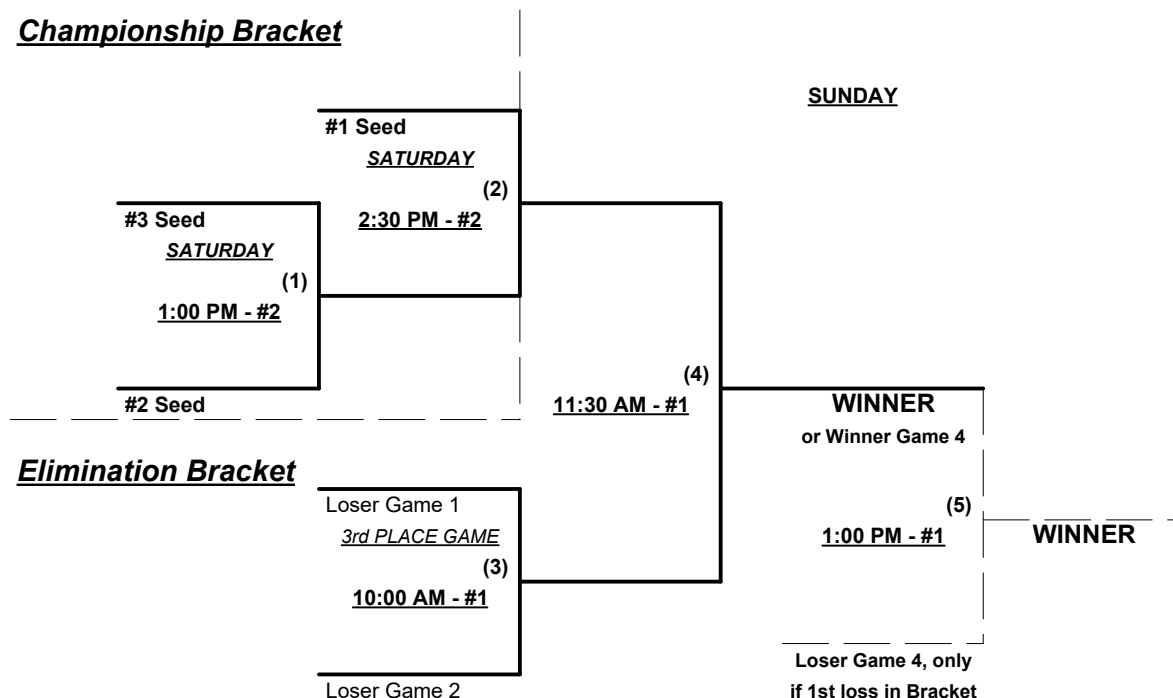 Championship Bracket
SUNDAY
#1 Seed
SATURDAY
(2)
2:30 PM - #2
#3 Seed
SATURDAY
(1)
1:00 PM - #2
#2 Seed
(4)
11:30 AM - #1
WINNER
or Winner Game 4
Elimination Bracket
Loser Game 1
3rd PLACE GAME
(3)
10:00 AM - #1
Loser Game 2
(5)
1:00 PM - #1
WINNER
Loser Game 4, only
if 1st loss in Bracket